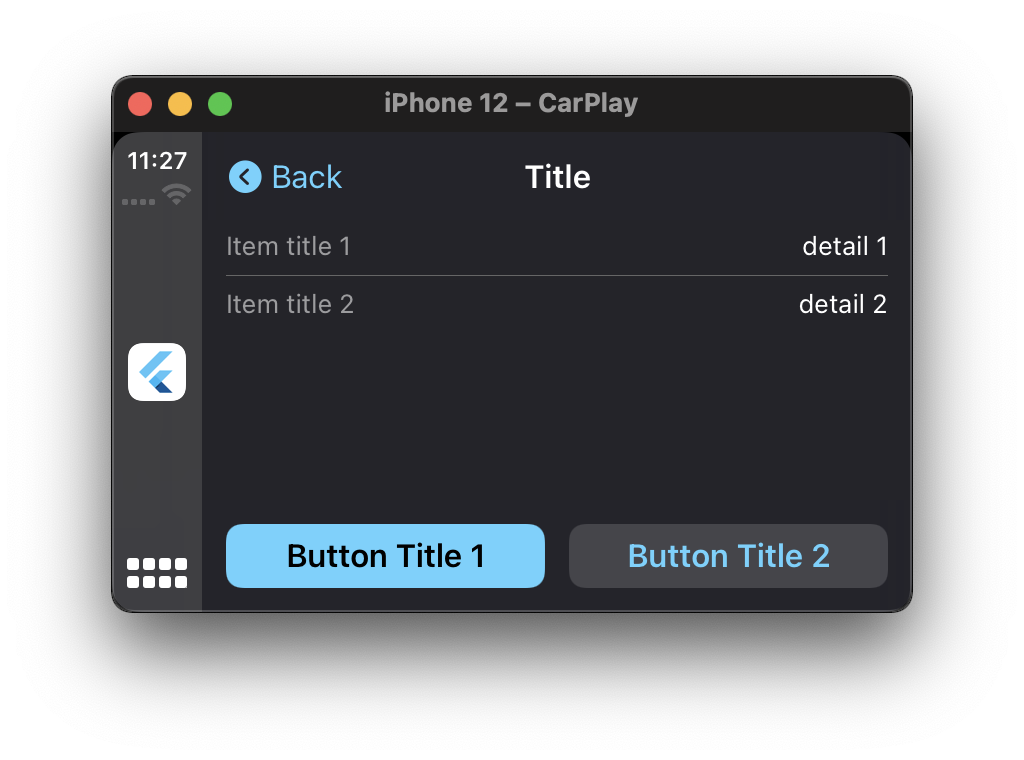 iPhone 12 – CarPlay
11:27
Back
Title
Item title 1 detail 1
Item title 2 detail 2
Button Title 1 Button Title 2